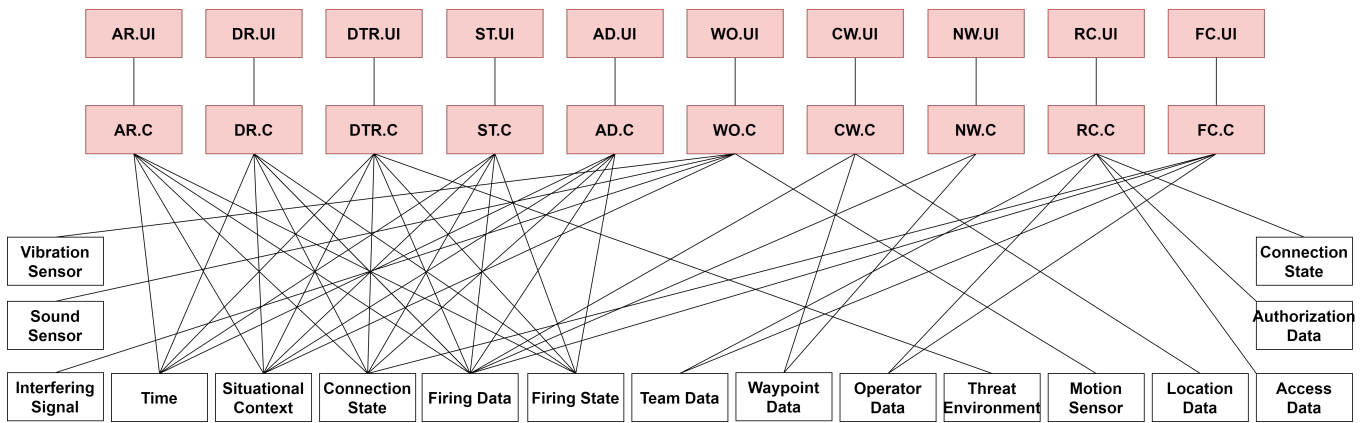 AR.UI
DR.UI
DTR.UI
ST.UI
AD.UI
WO.UI
CW.UI
NW.UI
RC.UI
FC.UI
AR.C
DR.C
DTR.C
ST.C
AD.C
WO.C
CW.C
NW.C
RC.C
FC.C
Vibration
Sensor
Connection
State
Sound
Sensor
Authorization
Data
Interfering
Signal
Time
Situational
Context
Connection
State
Firing Data
Firing State
Team Data
Waypoint
Data
Operator
Data
Threat
Environment
Motion
Sensor
Location
Data
Access
Data